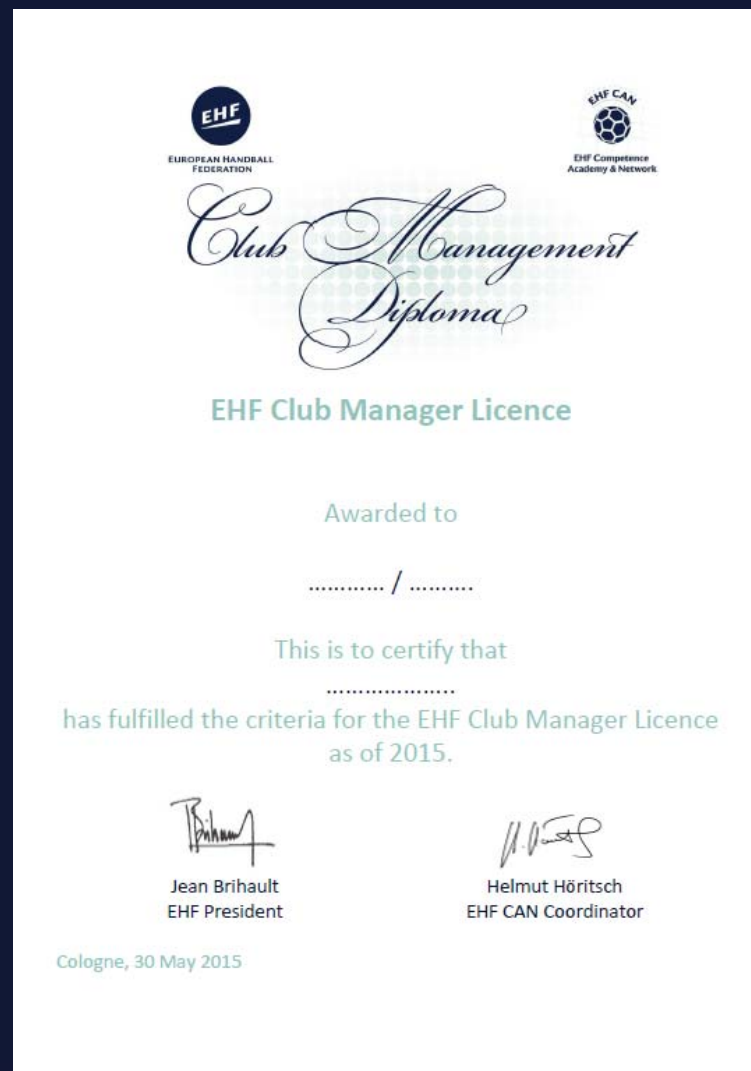 EHF
EUROPEAN HANDBALL
FEDERATION
EHF CAN
EHF Competence
Academy & Network
Club Management
Diploma
EHF Club Manager Licence
Awarded to
………… / ……….
This is to certify that
………………..
has fulfilled the criteria for the EHF Club Manager Licence
as of 2015.
Jean Brihault
EHF President
Helmut Höritsch
EHF CAN Coordinator
Cologne, 30 May 2015